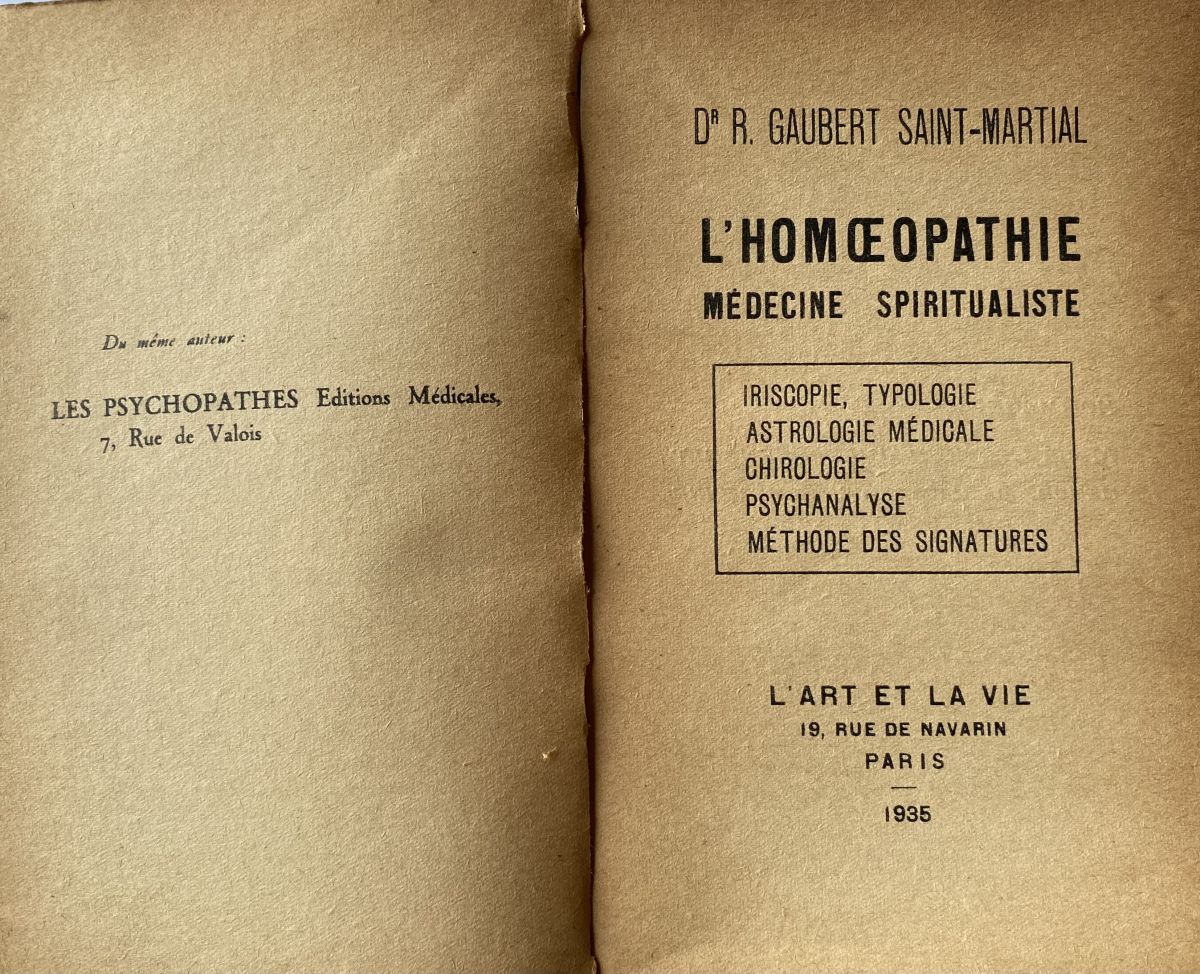 Du même auteur :
LES PSYCHOPATHES Editions Médicales,
7, Rue de Valois
Dᴿ R. GAUBERT SAINT-MARTIAL
L'HOMŒOPATHIE
MÉDECINE SPIRITUALISTE
IRISCOPIE, TYPOLOGIE
ASTROLOGIE MÉDICALE
CHIROLOGIE
PSYCHANALYSE
MÉTHODE DES SIGNATURES
L'ART ET LA VIE
19, RUE DE NAVARIN
PARIS
1935